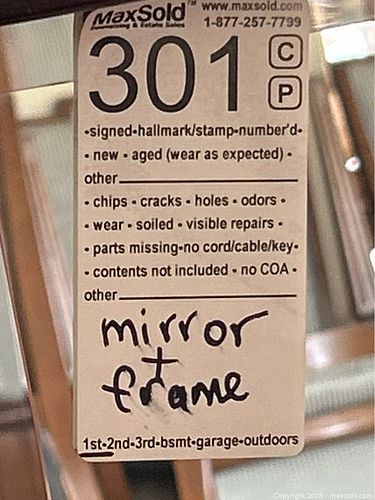 MaxSold™ www.maxsold.com
Downsizing & Estate Sales 1-877-257-7799
301 C
P
•signed•hallmark/stamp•number'd•
• new • aged (wear as expected) •
other
• chips • cracks • holes • odors •
• wear • soiled • visible repairs •
• parts missing•no cord/cable/key•
• contents not included • no COA •
other
mirror
+
frame
1st•2nd•3rd•bsmt•garage•outdoors
Copyright 2025 - maxsold.com